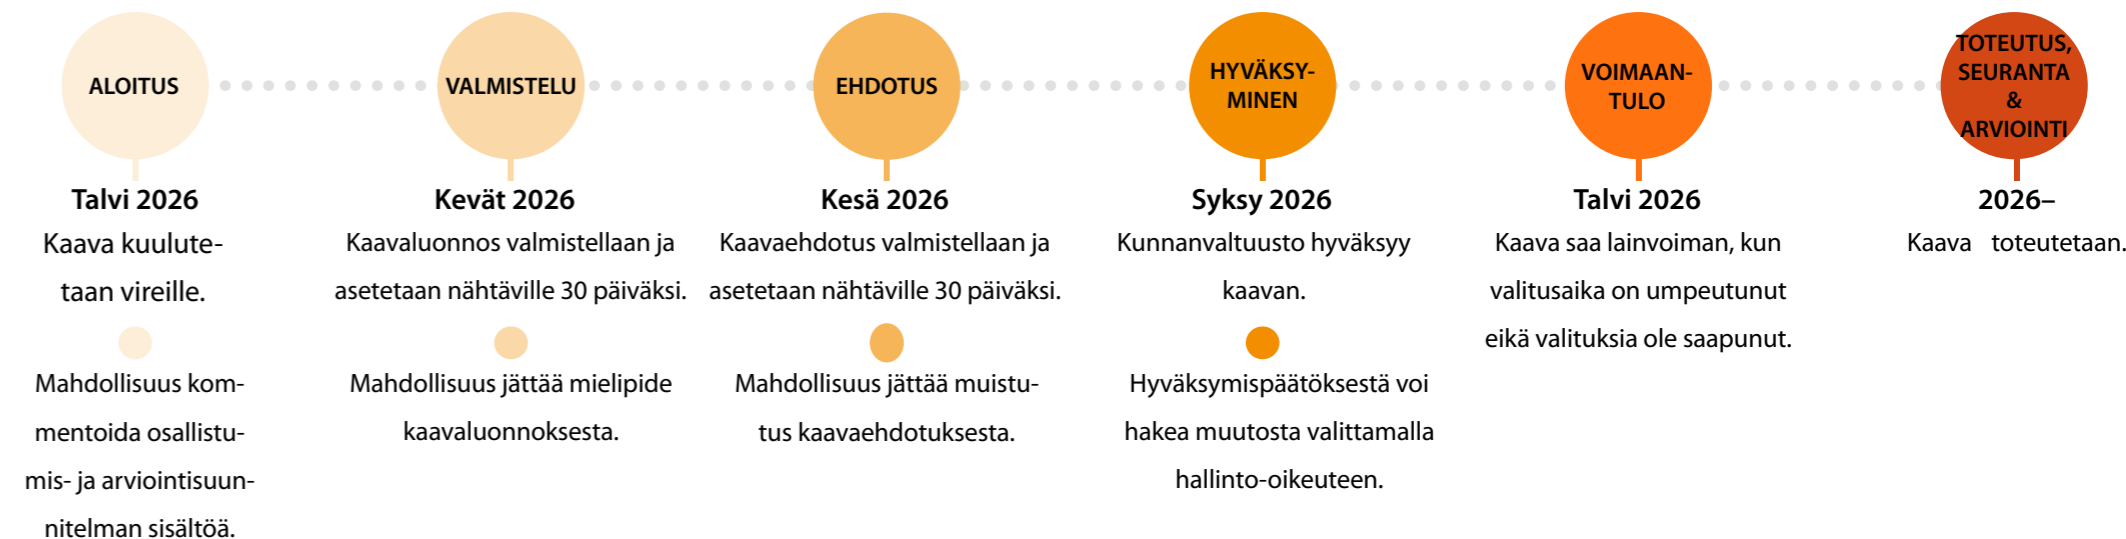 ALOITUS
Talvi 2026
Kaava kuulute-
taan vireille.
Mahdollisuus kom-
mentoida osallistu-
mis- ja arviointisuun-
nitelman sisältöä.
VALMISTELU
Kevät 2026
Kaavaluonnos valmistellaan ja
asetetaan nähtäville 30 päiväksi.
Mahdollisuus jättää mielipide
kaavaluonnoksesta.
EHDOTUS
Kesä 2026
Kaavaehdotus valmistellaan ja
asetetaan nähtäville 30 päiväksi.
Mahdollisuus jättää muistu-
tus kaavaehdotuksesta.
HYVÄKSY-
MINEN
Syksy 2026
Kunnanvaltuusto hyväksyy
kaavan.
Hyväksymispäätöksestä voi
hakea muutosta valittamalla
hallinto-oikeuteen.
VOIMAAN-
TULO
Talvi 2026
Kaava saa lainvoiman, kun
valitusaika on umpeutunut
eikä valituksia ole saapunut.
TOTEUTUS,
SEURANTA
&
ARVIOINTI
2026–
Kaava toteutetaan.